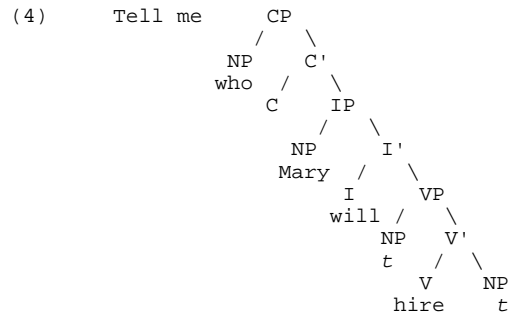 (4) Tell me CP
NP C'
who
C IP
NP I'
Mary
I VP
will
NP V'
t
V NP
hire t